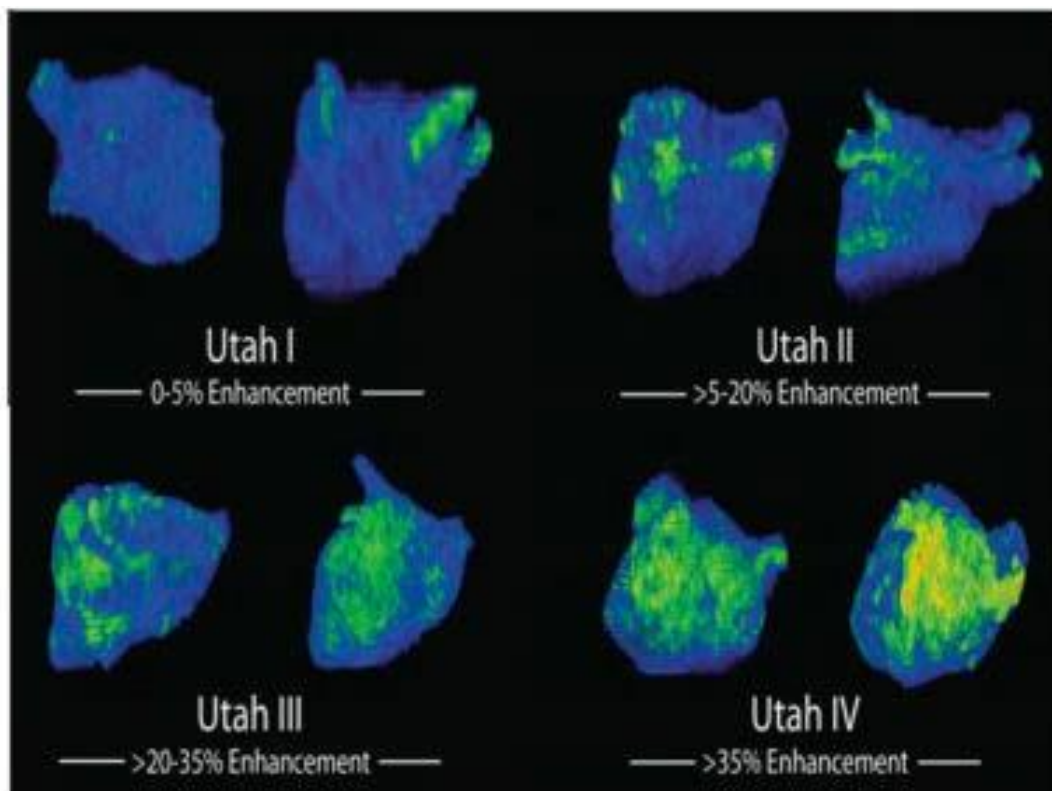 Utah I
0-5% Enhancement
Utah II
>5-20% Enhancement
Utah III
>20-35% Enhancement
Utah IV
>35% Enhancement